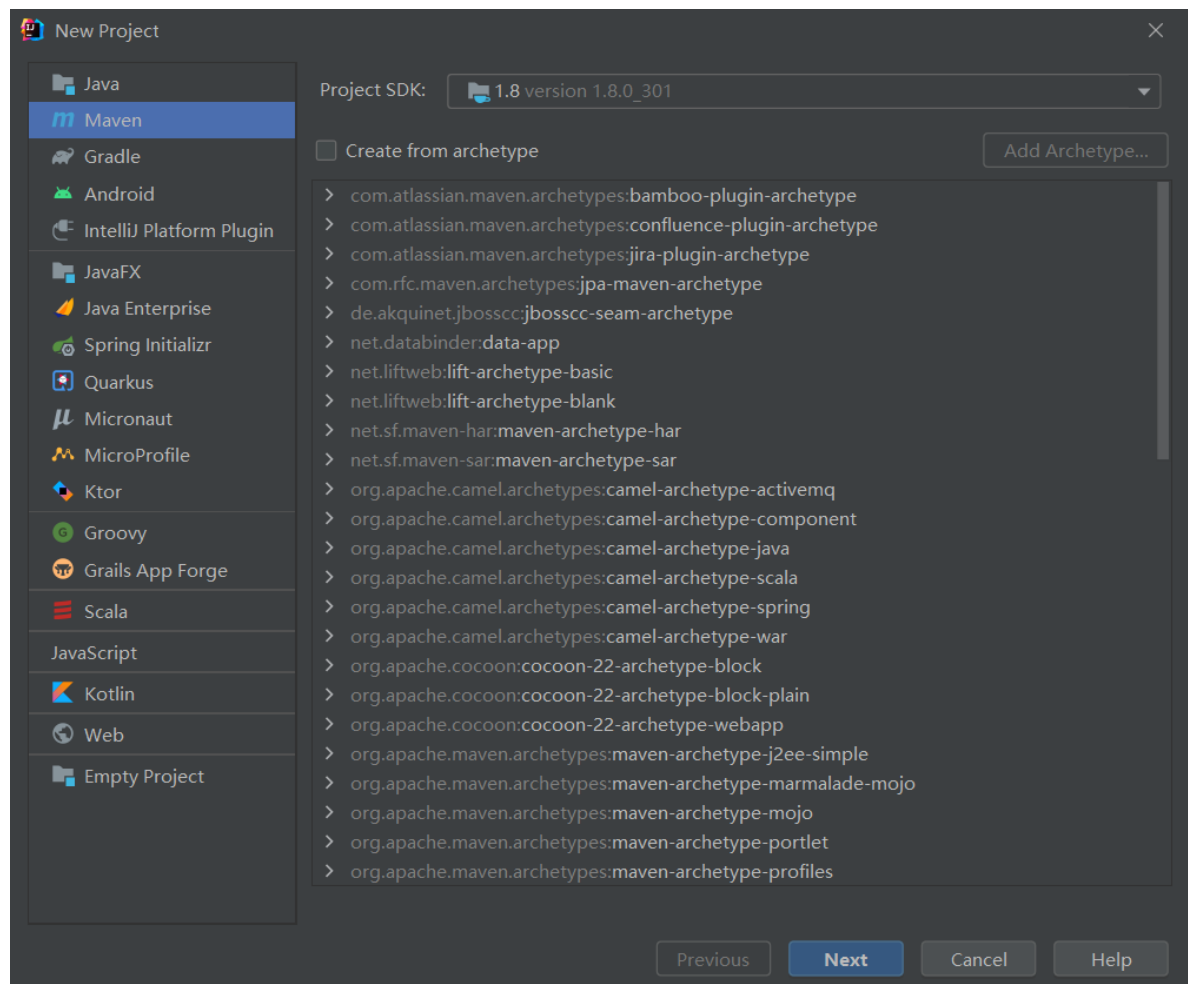 New Project
Java
Maven
Gradle
Android
IntelliJ Platform Plugin
JavaFX
Java Enterprise
Spring Initializr
Quarkus
Micronaut
MicroProfile
Ktor
Groovy
Grails App Forge
Scala
JavaScript
Kotlin
Web
Empty Project
Project SDK: 1.8 version 1.8.0_301
Create from archetype Add Archetype...
com.atlassian.maven.archetypes:bamboo-plugin-archetype
com.atlassian.maven.archetypes:confluence-plugin-archetype
com.atlassian.maven.archetypes:jira-plugin-archetype
com.rfc.maven.archetypes:jpa-maven-archetype
de.akquinet.jbosscc:jbosscc-seam-archetype
net.databinder:data-app
net.liftweb:lift-archetype-basic
net.liftweb:lift-archetype-blank
net.sf.maven-har:maven-archetype-har
net.sf.maven-sar:maven-archetype-sar
org.apache.camel.archetypes:camel-archetype-activemq
org.apache.camel.archetypes:camel-archetype-component
org.apache.camel.archetypes:camel-archetype-java
org.apache.camel.archetypes:camel-archetype-scala
org.apache.camel.archetypes:camel-archetype-spring
org.apache.camel.archetypes:camel-archetype-war
org.apache.cocoon:cocoon-22-archetype-block
org.apache.cocoon:cocoon-22-archetype-block-plain
org.apache.cocoon:cocoon-22-archetype-webapp
org.apache.maven.archetypes:maven-archetype-j2ee-simple
org.apache.maven.archetypes:maven-archetype-marmalade-mojo
org.apache.maven.archetypes:maven-archetype-mojo
org.apache.maven.archetypes:maven-archetype-portlet
org.apache.maven.archetypes:maven-archetype-profiles
Previous Next Cancel Help